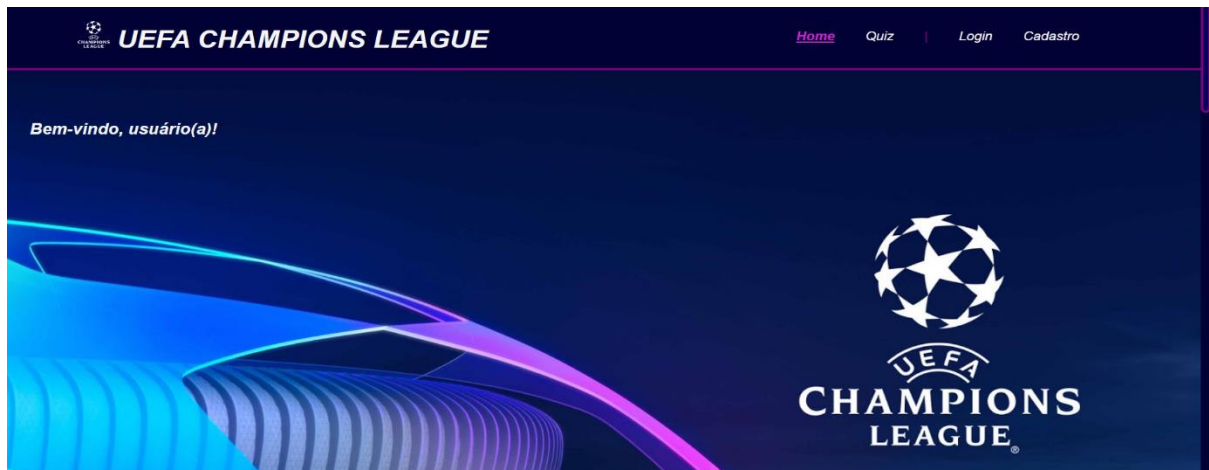 UEFA CHAMPIONS LEAGUE
Home Quiz | Login Cadastro
Bem-vindo, usuário(a)!
UEFA
CHAMPIONS
LEAGUE®